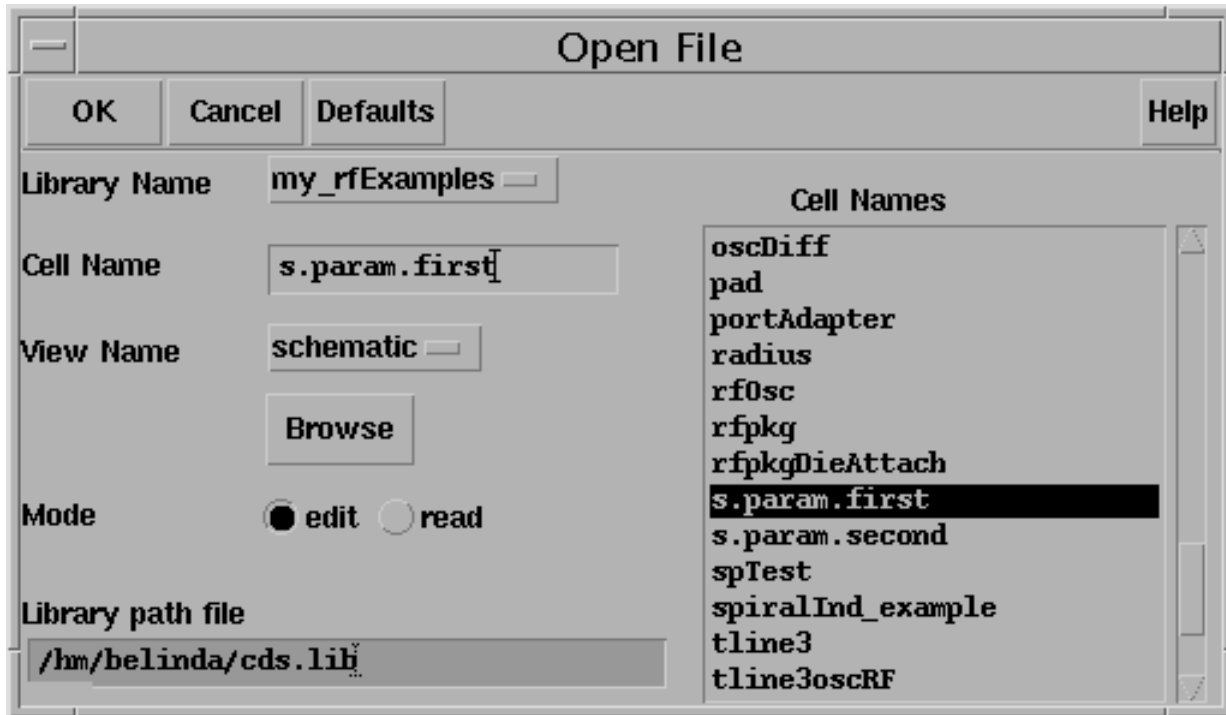 Open File
OK Cancel Defaults Help
Library Name my_rfExamples
Cell Name s.param.first
View Name schematic
Browse
Mode edit read
Library path file
/hm/belinda/cds.lib
Cell Names
oscDiff
pad
portAdapter
radius
rfOsc
rfpkg
rfpkgDieAttach
s.param.first
s.param.second
spTest
spiralInd_example
tline3
tline3oscRF